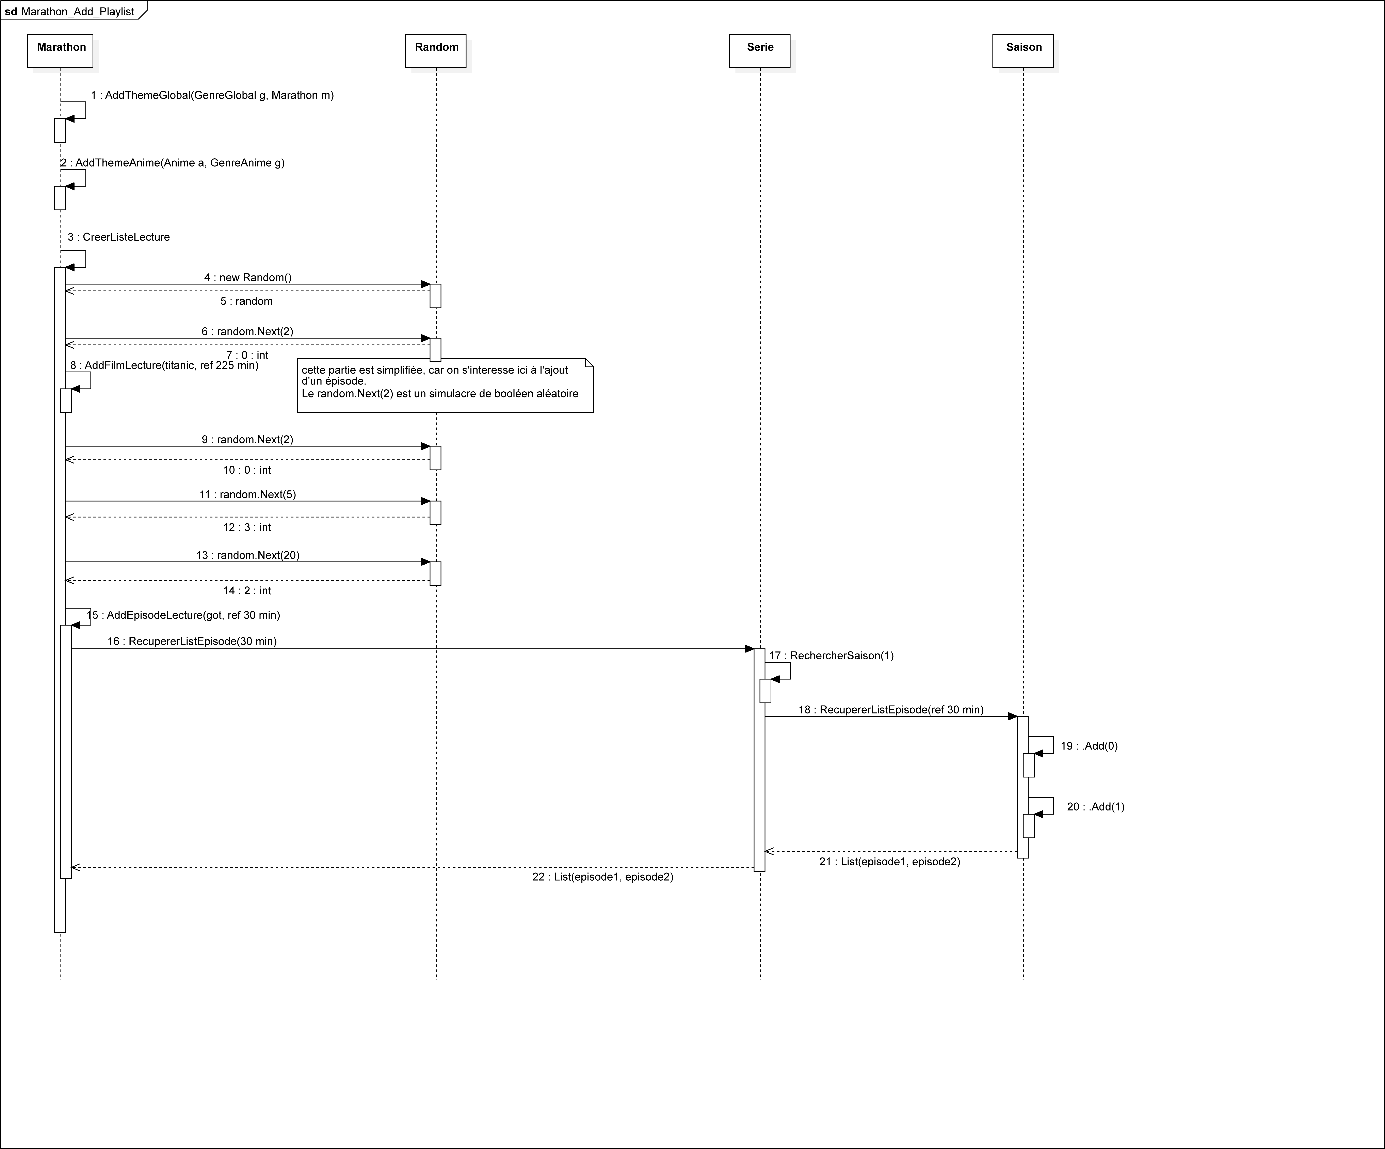 sd Marathon_Add_Playlist
Marathon
Random
Serie
Saison
1 : AddThemeGlobal(GenreGlobal g, Marathon m)
2 : AddThemeAnime(Anime a, GenreAnime g)
3 : CreerListeLecture
4 : new Random()
5 : random
6 : random.Next(2)
7 : 0 : int
8 : AddFilmLecture(titanic, ref 225 min)
cette partie est simplifiée, car on s'interesse ici à l'ajout
d'un épisode.
Le random.Next(2) est un simulacre de booléen aléatoire
9 : random.Next(2)
10 : 0 : int
11 : random.Next(5)
12 : 3 : int
13 : random.Next(20)
14 : 2 : int
15 : AddEpisodeLecture(got, ref 30 min)
16 : RecupererListEpisode(30 min)
17 : RechercherSaison(1)
18 : RecupererListEpisode(ref 30 min)
19 : .Add(0)
20 : .Add(1)
21 : List(episode1, episode2)
22 : List(episode1, episode2)